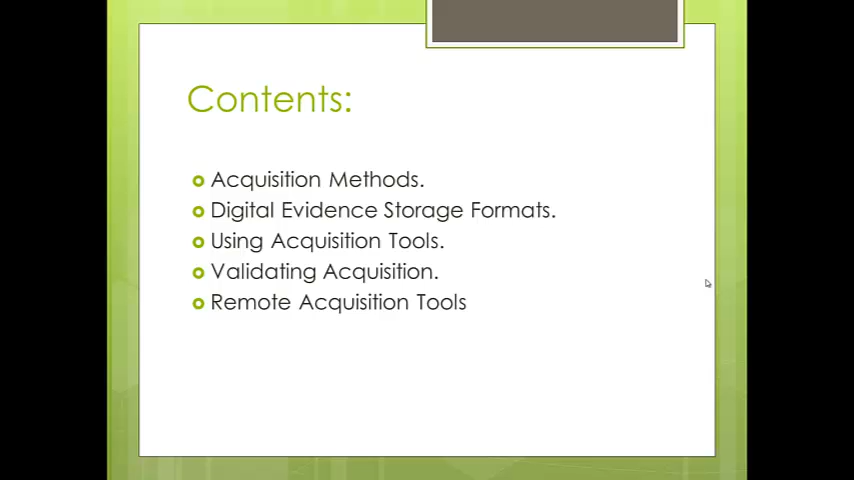 Contents:
Acquisition Methods.
Digital Evidence Storage Formats.
Using Acquisition Tools.
Validating Acquisition.
Remote Acquisition Tools